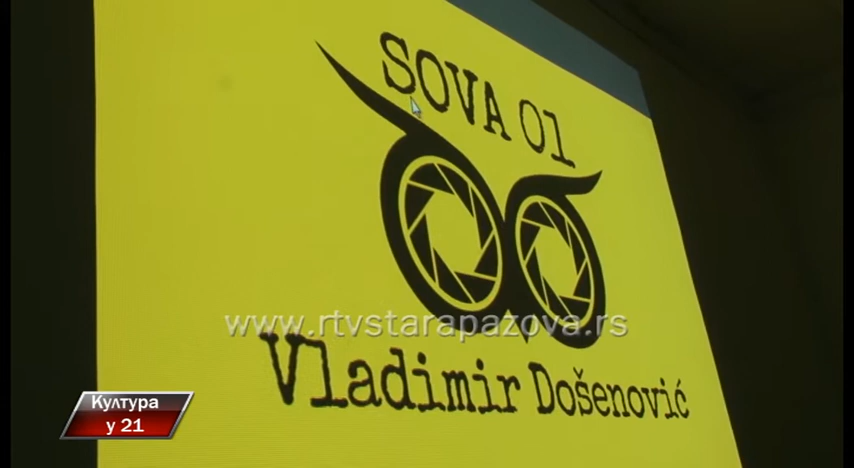 SOVA 01
www.rtvstarapazova.rs
Vladimir Došenović
Култура
у 21